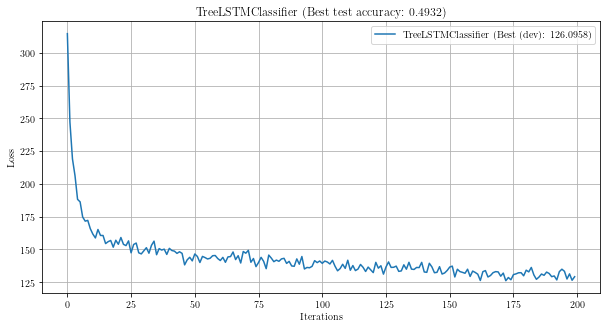 TreeLSTMClassifier (Best test accuracy: 0.4932)
TreeLSTMClassifier (Best (dev): 126.0958)
Loss
300
275
250
225
200
175
150
125
0 25 50 75 100 125 150 175 200
Iterations